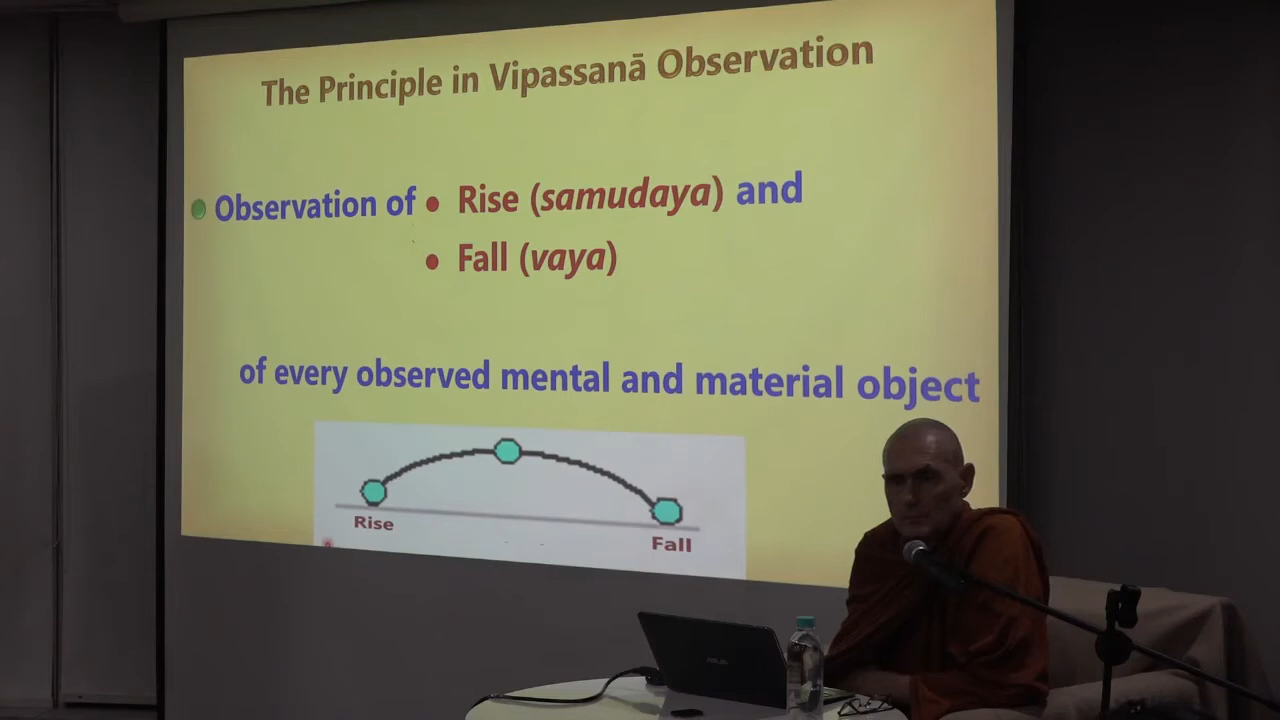 The Principle in Vipassanā Observation
Observation of • Rise (samudaya) and
• Fall (vaya)
of every observed mental and material object
Rise
Fall
ASUS